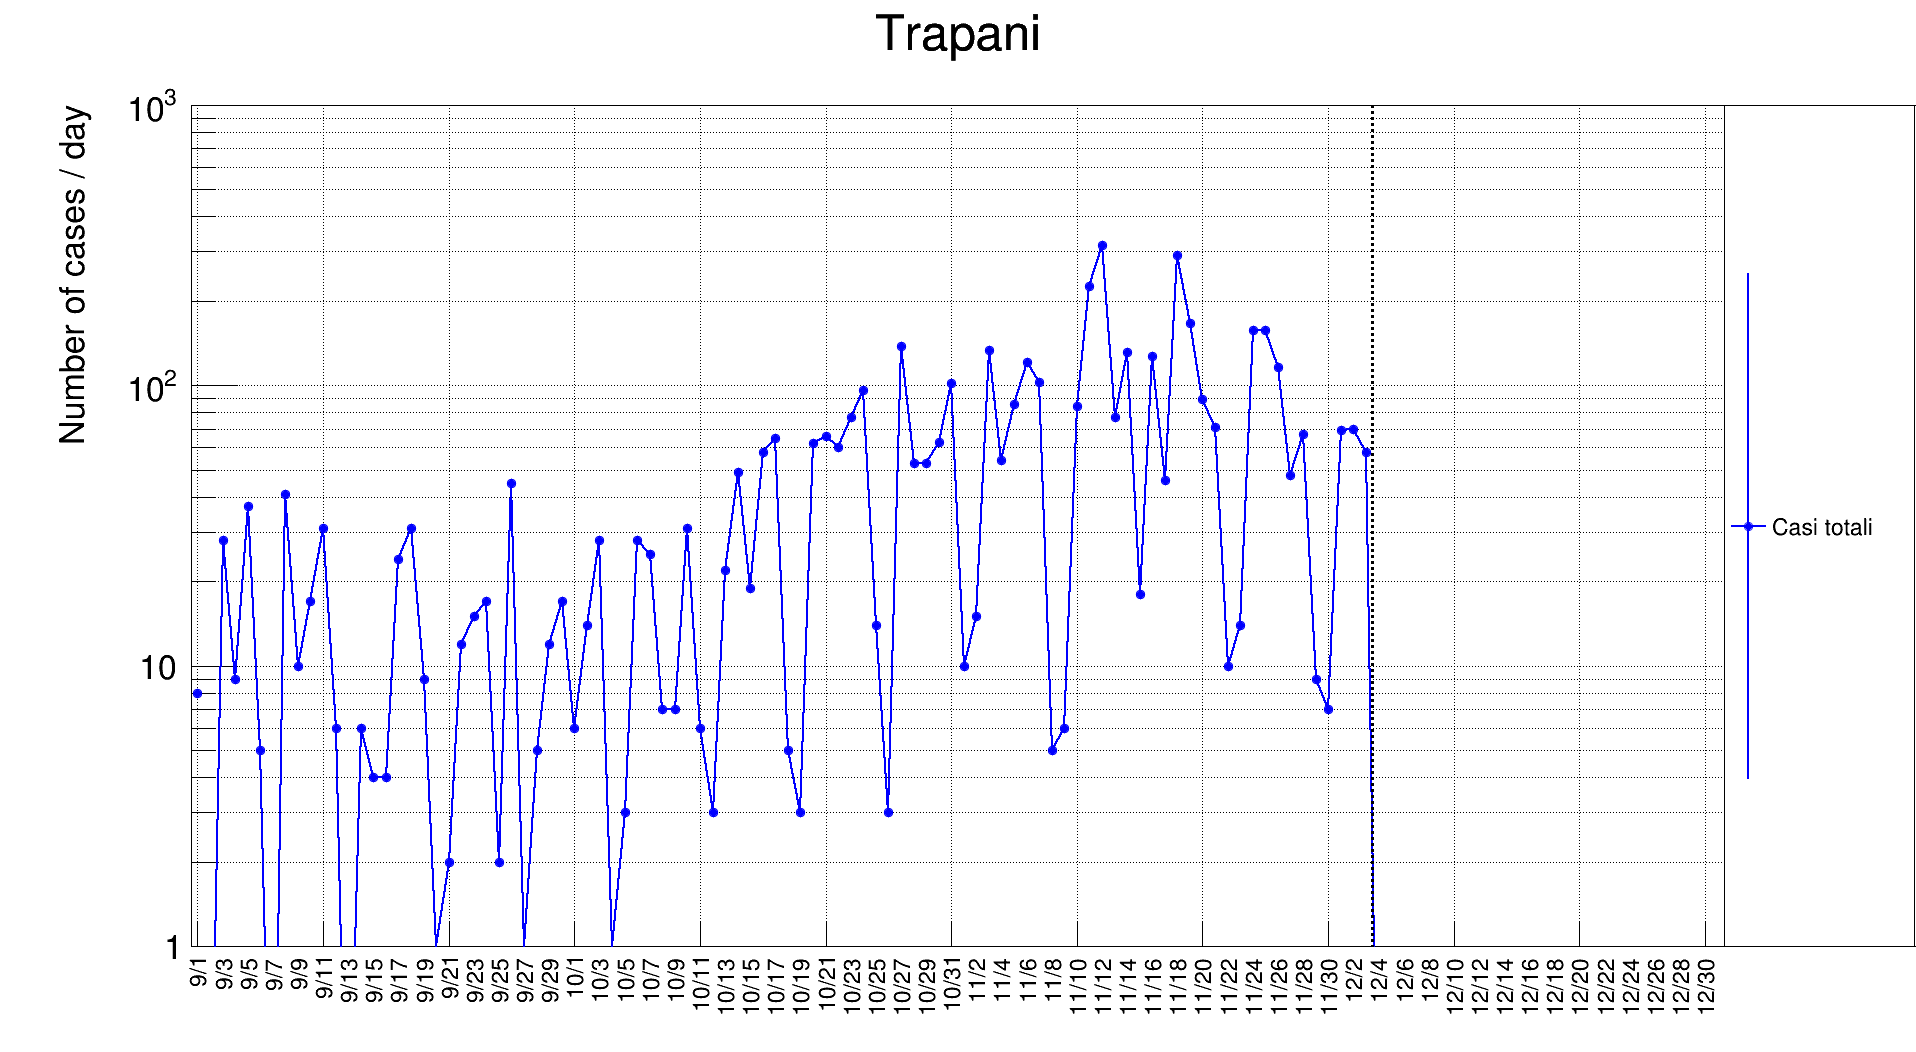 Trapani
Number of cases / day
10³
10²
10
1
9/1 9/3 9/5 9/7 9/9 9/11 9/13 9/15 9/17 9/19 9/21 9/23 9/25 9/27 9/29 10/1 10/3 10/5 10/7 10/9 10/11 10/13 10/15 10/17 10/19 10/21 10/23 10/25 10/27 10/29 10/31 11/2 11/4 11/6 11/8 11/10 11/12 11/14 11/16 11/18 11/20 11/22 11/24 11/26 11/28 11/30 12/2 12/4 12/6 12/8 12/10 12/12 12/14 12/16 12/18 12/20 12/22 12/24 12/26 12/28 12/30
Casi totali